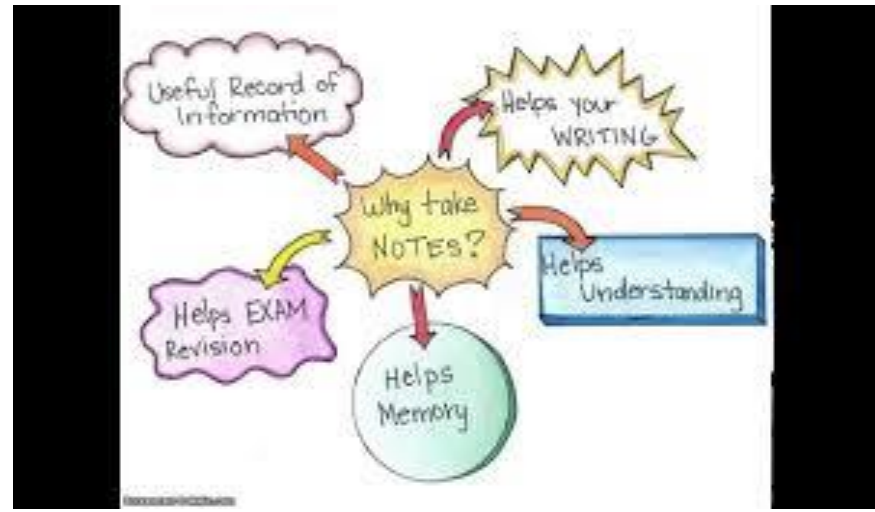 Why take
NOTES?
Useful Record of
Information
Helps your
WRITING
Helps
Understanding
Helps
Memory
Helps EXAM
Revision